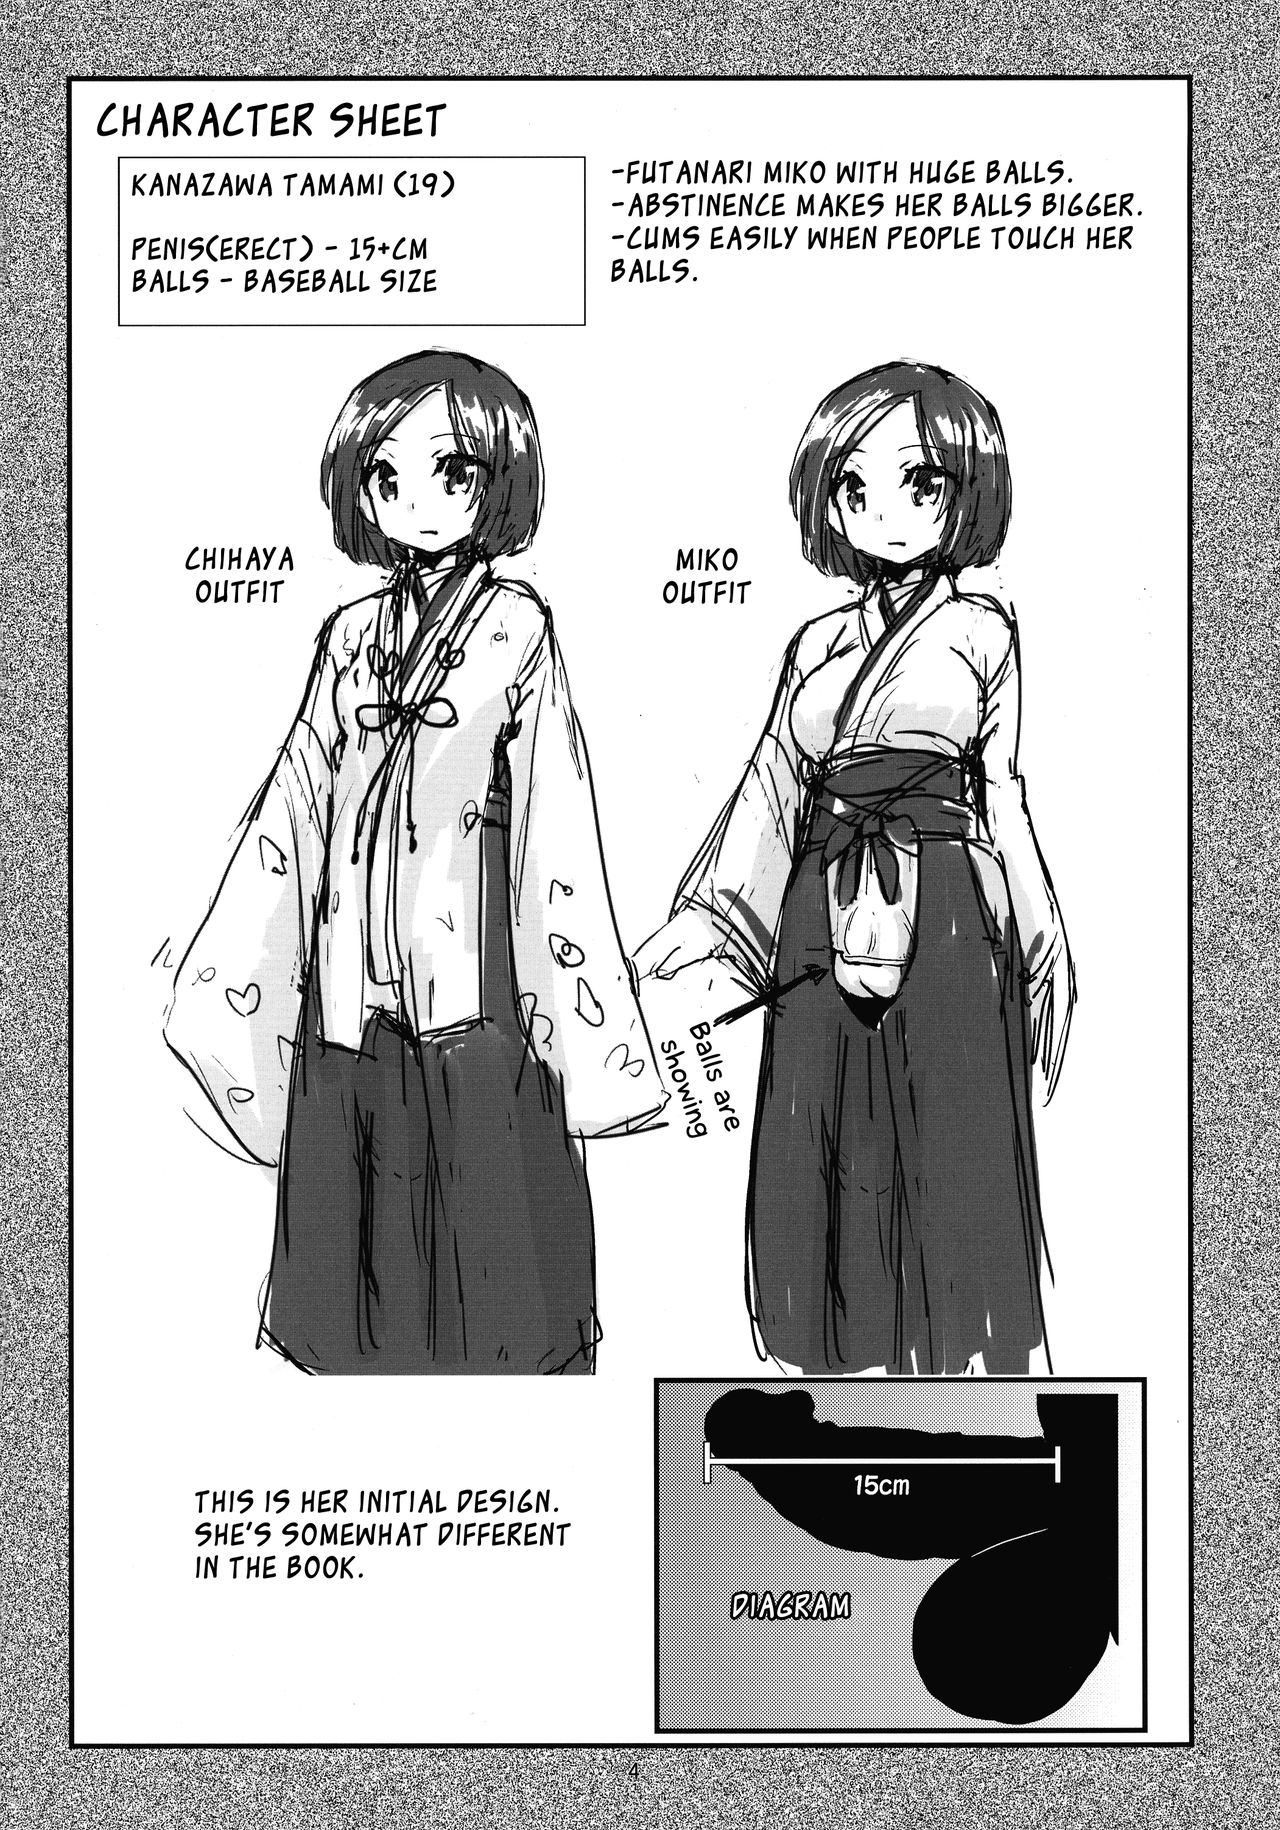 CHARACTER SHEET
KANAZAWA TAMAMI (19)
PENIS(ERECT) - 15+CM
BALLS - BASEBALL SIZE
-FUTANARI MIKO WITH HUGE BALLS.
-ABSTINENCE MAKES HER BALLS BIGGER.
-CUMS EASILY WHEN PEOPLE TOUCH HER
BALLS.
CHIHAYA
OUTFIT
MIKO
OUTFIT
Balls are
showing
THIS IS HER INITIAL DESIGN.
SHE'S SOMEWHAT DIFFERENT
IN THE BOOK.
15cm
DIAGRAM
4